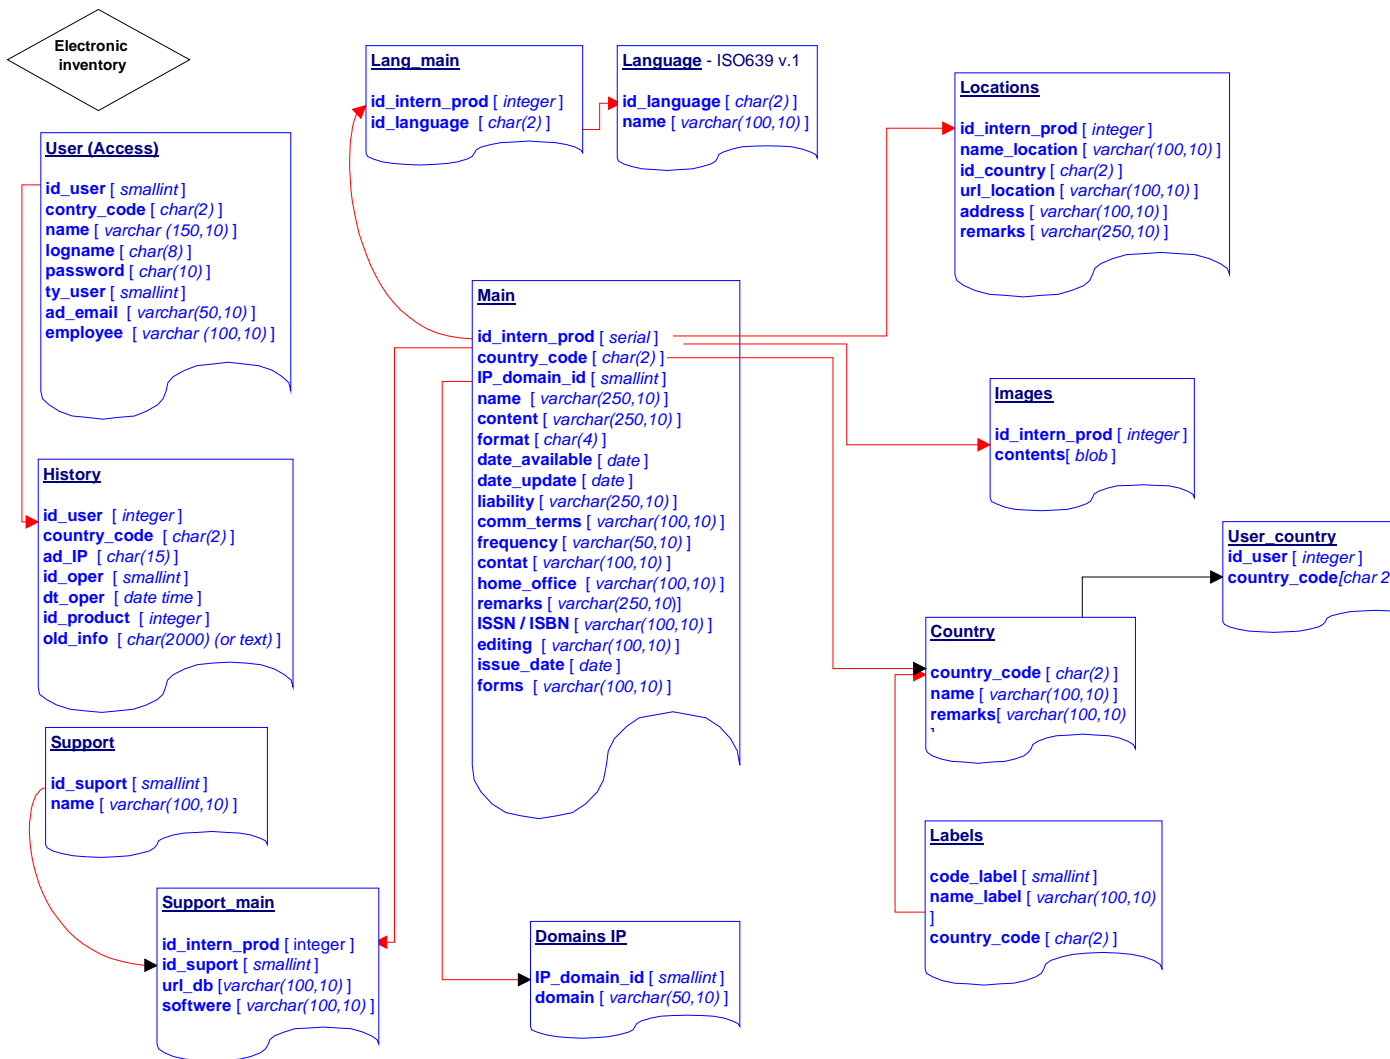 Electronic
inventory
Lang_main
id_intern_prod [ integer ]
id_language [ char(2) ]
Language - ISO639 v.1
id_language [ char(2) ]
name [ varchar(100,10) ]
Locations
id_intern_prod [ integer ]
name_location [ varchar(100,10) ]
id_country [ char(2) ]
url_location [ varchar(100,10) ]
address [ varchar(100,10) ]
remarks [ varchar(250,10) ]
User (Access)
id_user [ smallint ]
contry_code [ char(2) ]
name [ varchar (150,10) ]
logname [ char(8) ]
password [ char(10) ]
ty_user [ smallint ]
ad_email [ varchar(50,10) ]
employee [ varchar (100,10) ]
Main
id_intern_prod [ serial ]
country_code [ char(2) ]
IP_domain_id [ smallint ]
name [ varchar(250,10) ]
content [ varchar(250,10) ]
format [ char(4) ]
date_available [ date ]
date_update [ date ]
liability [ varchar(250,10) ]
comm_terms [ varchar(100,10) ]
frequency [ varchar(50,10) ]
contat [ varchar(100,10) ]
home_office [ varchar(100,10) ]
remarks [ varchar(250,10)]
ISSN / ISBN [ varchar(100,10) ]
editing [ varchar(100,10) ]
issue_date [ date ]
forms [ varchar(100,10) ]
Images
id_intern_prod [ integer ]
contents[ blob ]
History
id_user [ integer ]
country_code [ char(2) ]
ad_IP [ char(15) ]
id_oper [ smallint ]
dt_oper [ date time ]
id_product [ integer ]
old_info [ char(2000) (or text) ]
User_country
id_user [ integer ]
country_code[char 2
Country
country_code [ char(2) ]
name [ varchar(100,10) ]
remarks[ varchar(100,10)
]
Support
id_suport [ smallint ]
name [ varchar(100,10) ]
Labels
code_label [ smallint ]
name_label [ varchar(100,10)
]
country_code [ char(2) ]
Support_main
id_intern_prod [ integer ]
id_suport [ smallint ]
url_db [varchar(100,10) ]
softwere [ varchar(100,10) ]
Domains IP
IP_domain_id [ smallint ]
domain [ varchar(50,10) ]